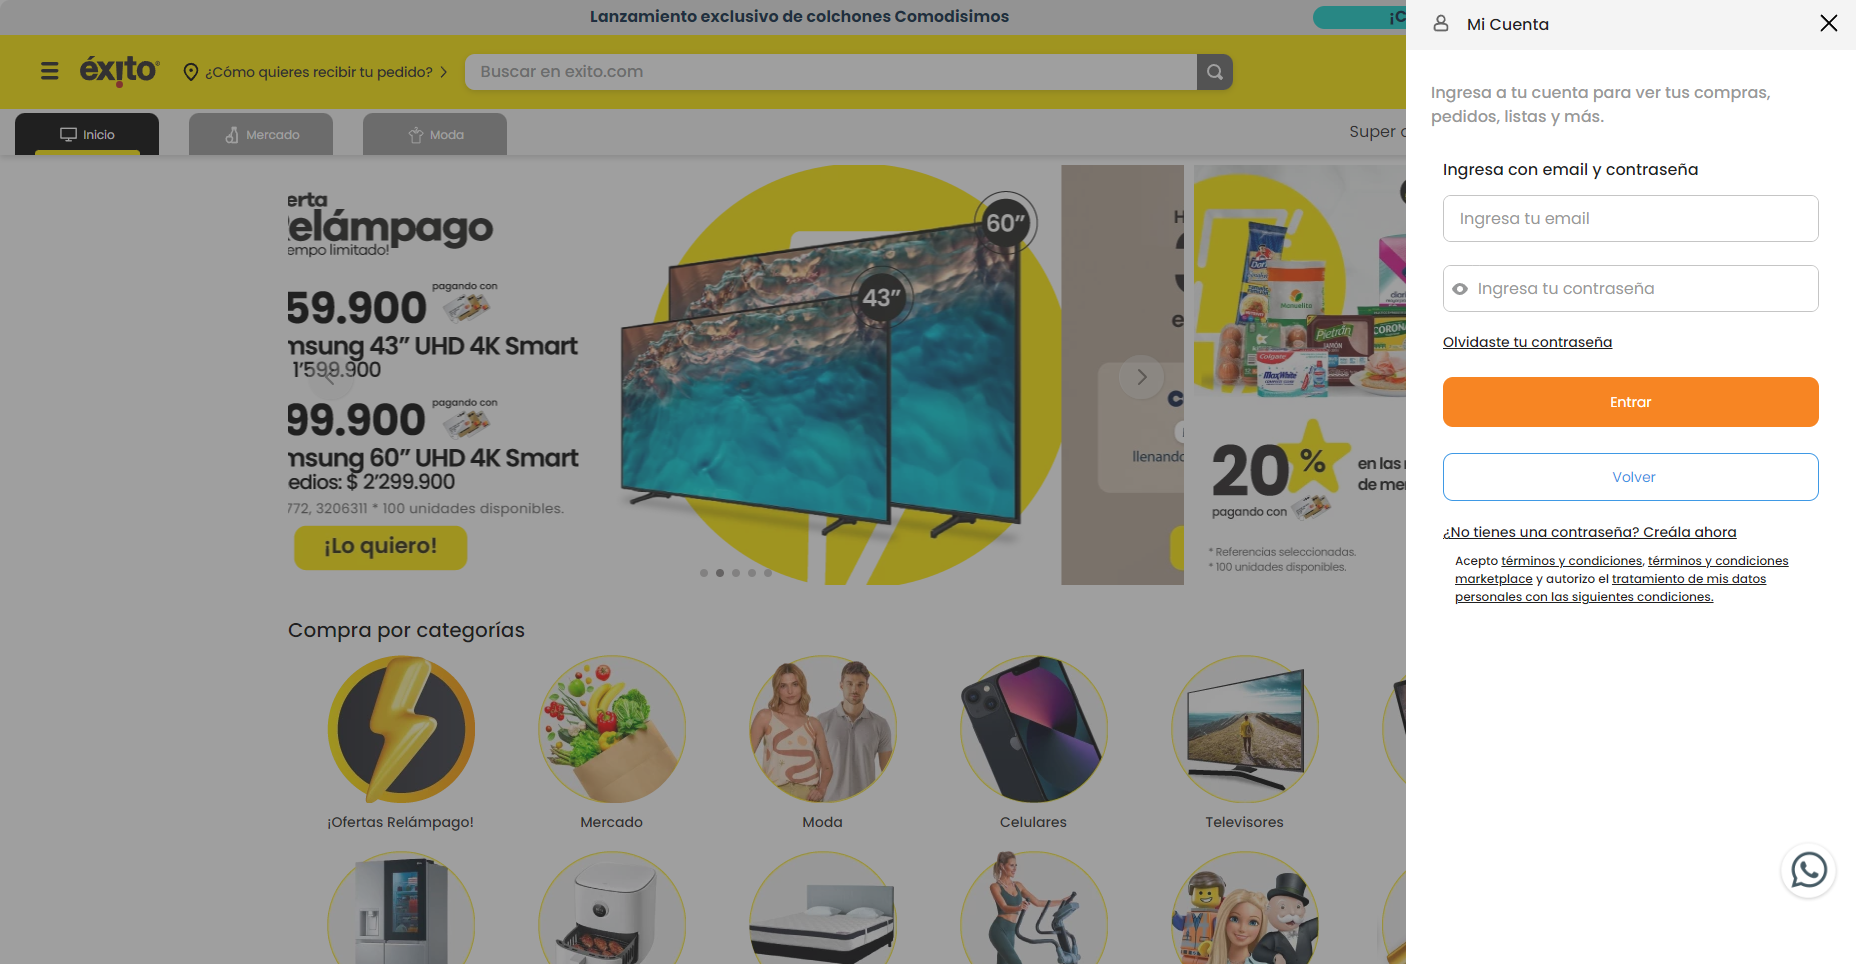 Lanzamiento exclusivo de colchones Comodisimos
¡C
éxito
¿Cómo quieres recibir tu pedido?
Buscar en exito.com
Inicio
Mercado
Moda
Super
erta
elámpago
empo limitado!
59.900
pagando con
msung 43” UHD 4K Smart
1’599.900
99.900
pagando con
msung 60” UHD 4K Smart
edios: $ 2’299.900
772, 3206311 * 100 unidades disponibles.
¡Lo quiero!
60”
43”
H
e
llenando
20%
en las
de me
pagando con
* Referencias seleccionadas.
* 100 unidades disponibles.
Compra por categorías
¡Ofertas Relámpago!
Mercado
Moda
Celulares
Televisores
Mi Cuenta
Ingresa a tu cuenta para ver tus compras,
pedidos, listas y más.
Ingresa con email y contraseña
Ingresa tu email
Ingresa tu contraseña
Olvidaste tu contraseña
Entrar
Volver
¿No tienes una contraseña? Creála ahora
Acepto términos y condiciones, términos y condiciones
marketplace y autorizo el tratamiento de mis datos
personales con las siguientes condiciones.